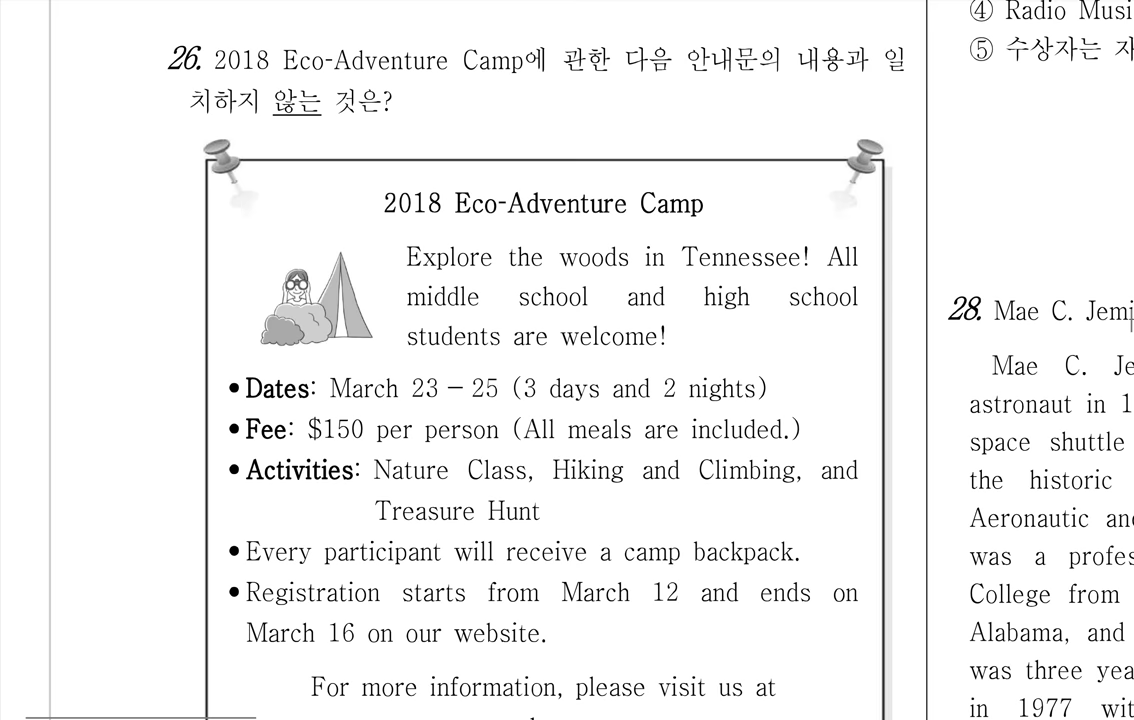 26. 2018 Eco-Adventure Camp에 관한 다음 안내문의 내용과 일
치하지 않는 것은?
2018 Eco-Adventure Camp
Explore the woods in Tennessee! All
middle school and high school
students are welcome!
• Dates: March 23 - 25 (3 days and 2 nights)
• Fee: $150 per person (All meals are included.)
• Activities: Nature Class, Hiking and Climbing, and
Treasure Hunt
• Every participant will receive a camp backpack.
• Registration starts from March 12 and ends on
March 16 on our website.
For more information, please visit us at
④ Radio
⑤ 수상자는
28. Mae C.
Mae C.
astronaut in
space shuttle
the historic
Aeronautic
was a
College from
Alabama, and
was three
in 1977